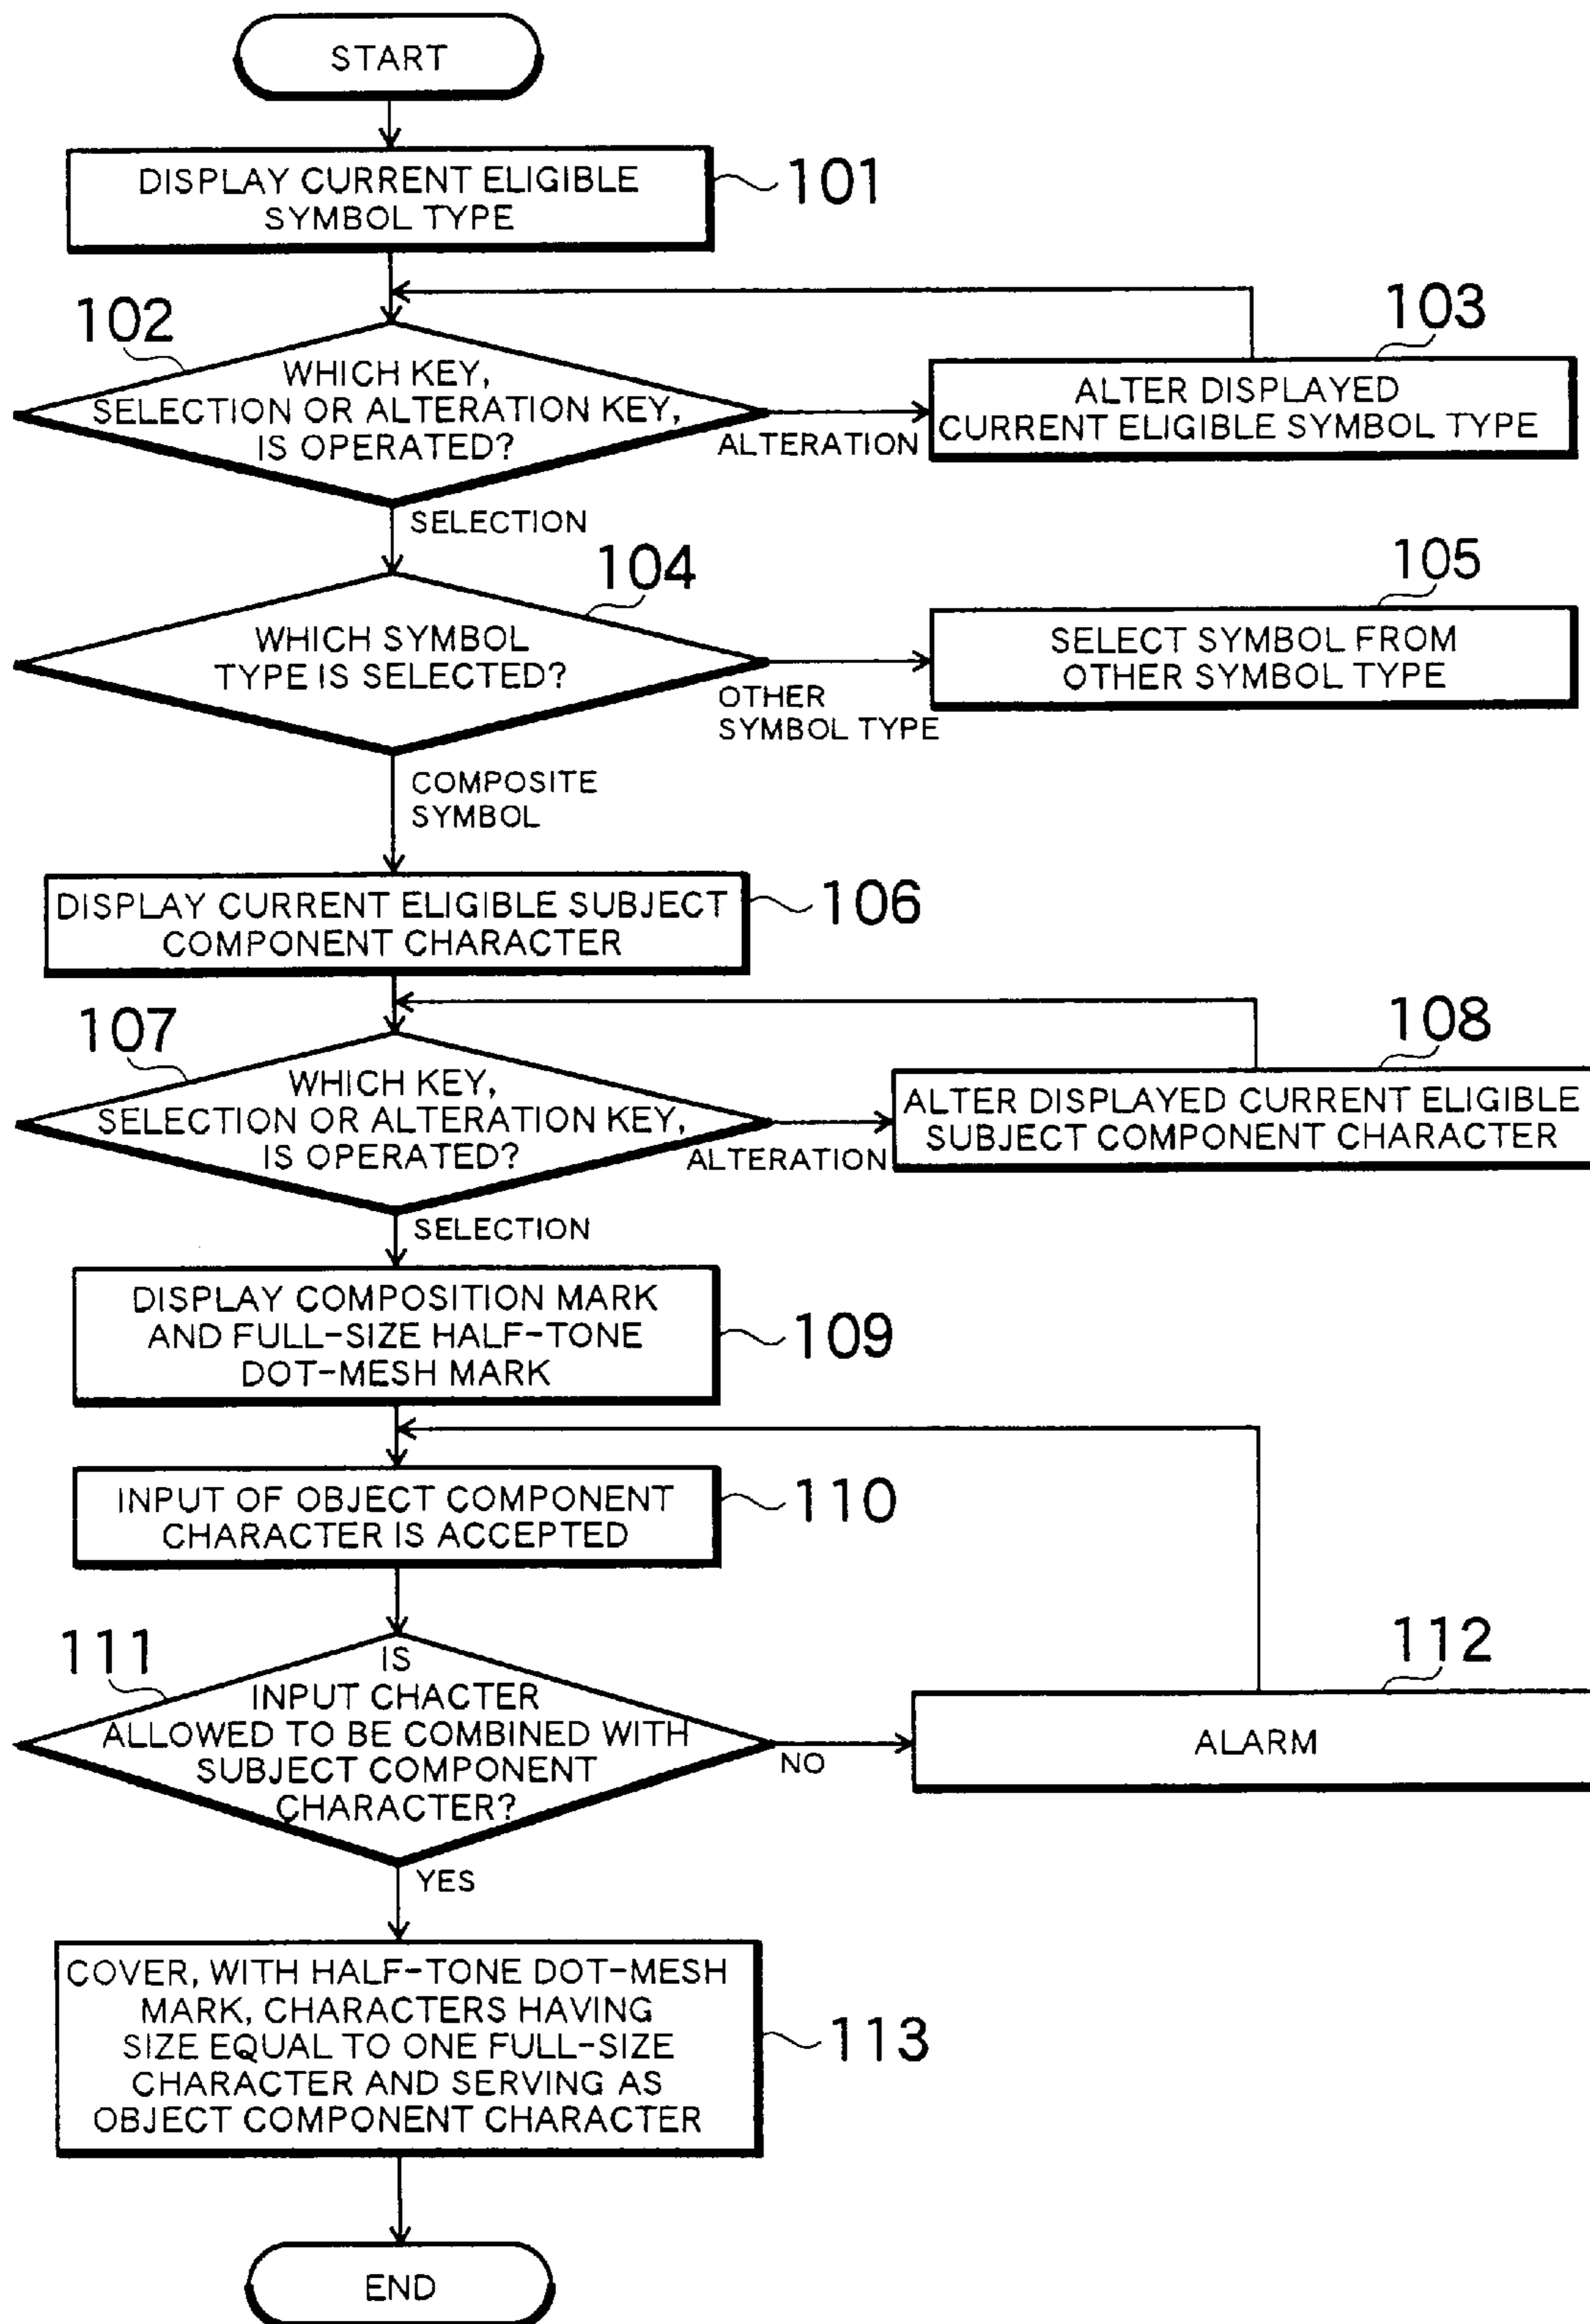 START
DISPLAY CURRENT ELIGIBLE
SYMBOL TYPE
101
102
WHICH KEY,
SELECTION OR ALTERATION KEY,
IS OPERATED?
ALTERATION
103
ALTER DISPLAYED
CURRENT ELIGIBLE SYMBOL TYPE
SELECTION
104
WHICH SYMBOL
TYPE IS SELECTED?
OTHER
SYMBOL TYPE
105
SELECT SYMBOL FROM
OTHER SYMBOL TYPE
COMPOSITE
SYMBOL
DISPLAY CURRENT ELIGIBLE SUBJECT
COMPONENT CHARACTER
106
107
WHICH KEY,
SELECTION OR ALTERATION KEY,
IS OPERATED?
ALTERATION
108
ALTER DISPLAYED CURRENT ELIGIBLE
SUBJECT COMPONENT CHARACTER
SELECTION
DISPLAY COMPOSITION MARK
AND FULL-SIZE HALF-TONE
DOT-MESH MARK
109
INPUT OF OBJECT COMPONENT
CHARACTER IS ACCEPTED
110
111
IS
INPUT CHACTER
ALLOWED TO BE COMBINED WITH
SUBJECT COMPONENT
CHARACTER?
NO
112
ALARM
YES
COVER, WITH HALF-TONE DOT-MESH
MARK, CHARACTERS HAVING
SIZE EQUAL TO ONE FULL-SIZE
CHARACTER AND SERVING AS
OBJECT COMPONENT CHARACTER
113
END